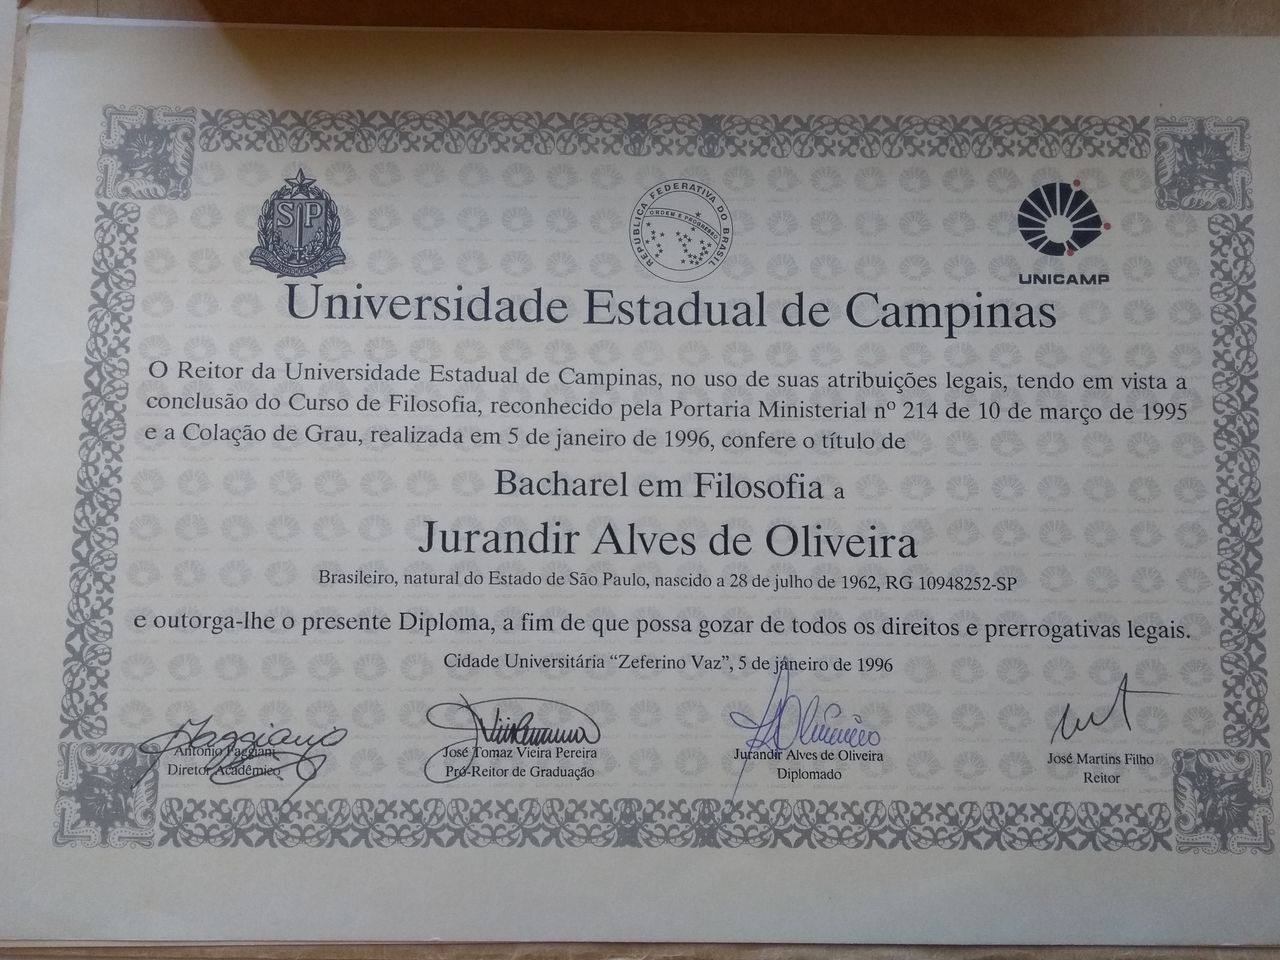 SP
REPÚBLICA FEDERATIVA DO BRASIL
ORDEM E PROGRESSO
UNICAMP
Universidade Estadual de Campinas
O Reitor da Universidade Estadual de Campinas, no uso de suas atribuições legais, tendo em vista a
conclusão do Curso de Filosofia, reconhecido pela Portaria Ministerial nº 214 de 10 de março de 1995
e a Colação de Grau, realizada em 5 de janeiro de 1996, confere o título de
Bacharel em Filosofia a
Jurandir Alves de Oliveira
Brasileiro, natural do Estado de São Paulo, nascido a 28 de julho de 1962, RG 10948252-SP
e outorga-lhe o presente Diploma, a fim de que possa gozar de todos os direitos e prerrogativas legais.
Cidade Universitária “Zeferino Vaz”, 5 de janeiro de 1996
Antonio Faggiani
Diretor Acadêmico
José Tomaz Vieira Pereira
Pró-Reitor de Graduação
Jurandir Alves de Oliveira
Diplomado
José Martins Filho
Reitor